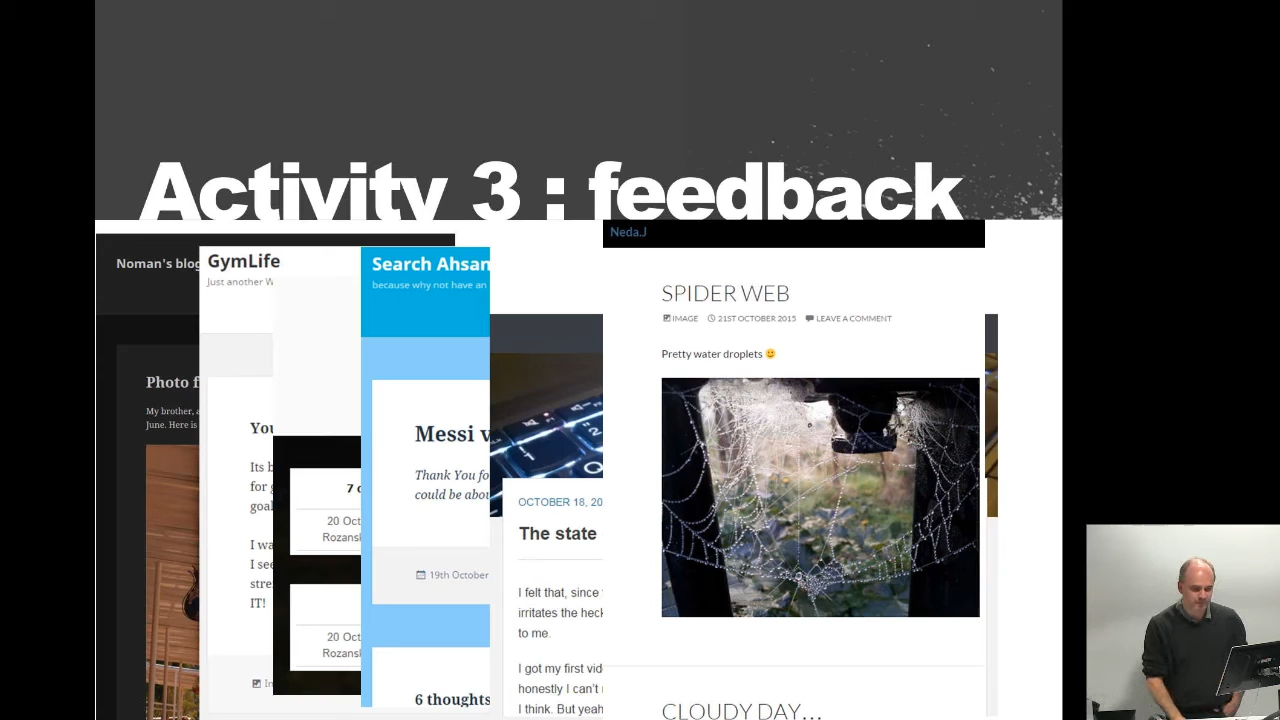 Activity 3 : feedback
Noman's blog
Photo f
My brother, a
June. Here is
GymLife
Just another W
You
Its b
for g
goal
I wa
I see
stre
IT!
In
7 o
20 Oct
Rozansk
20 Oct
Rozansk
Search Ahsan
because why not have an
Messi v
Thank You fo
could be abou
19th October
6 thoughts
OCTOBER 18, 20
The state
I felt that, since
irritates the heck
to me.
I got my first vid
honestly I can't
I think. But yeah
Neda.J
SPIDER WEB
IMAGE 21ST OCTOBER 2015 LEAVE A COMMENT
Pretty water droplets
CLOUDY DAY…